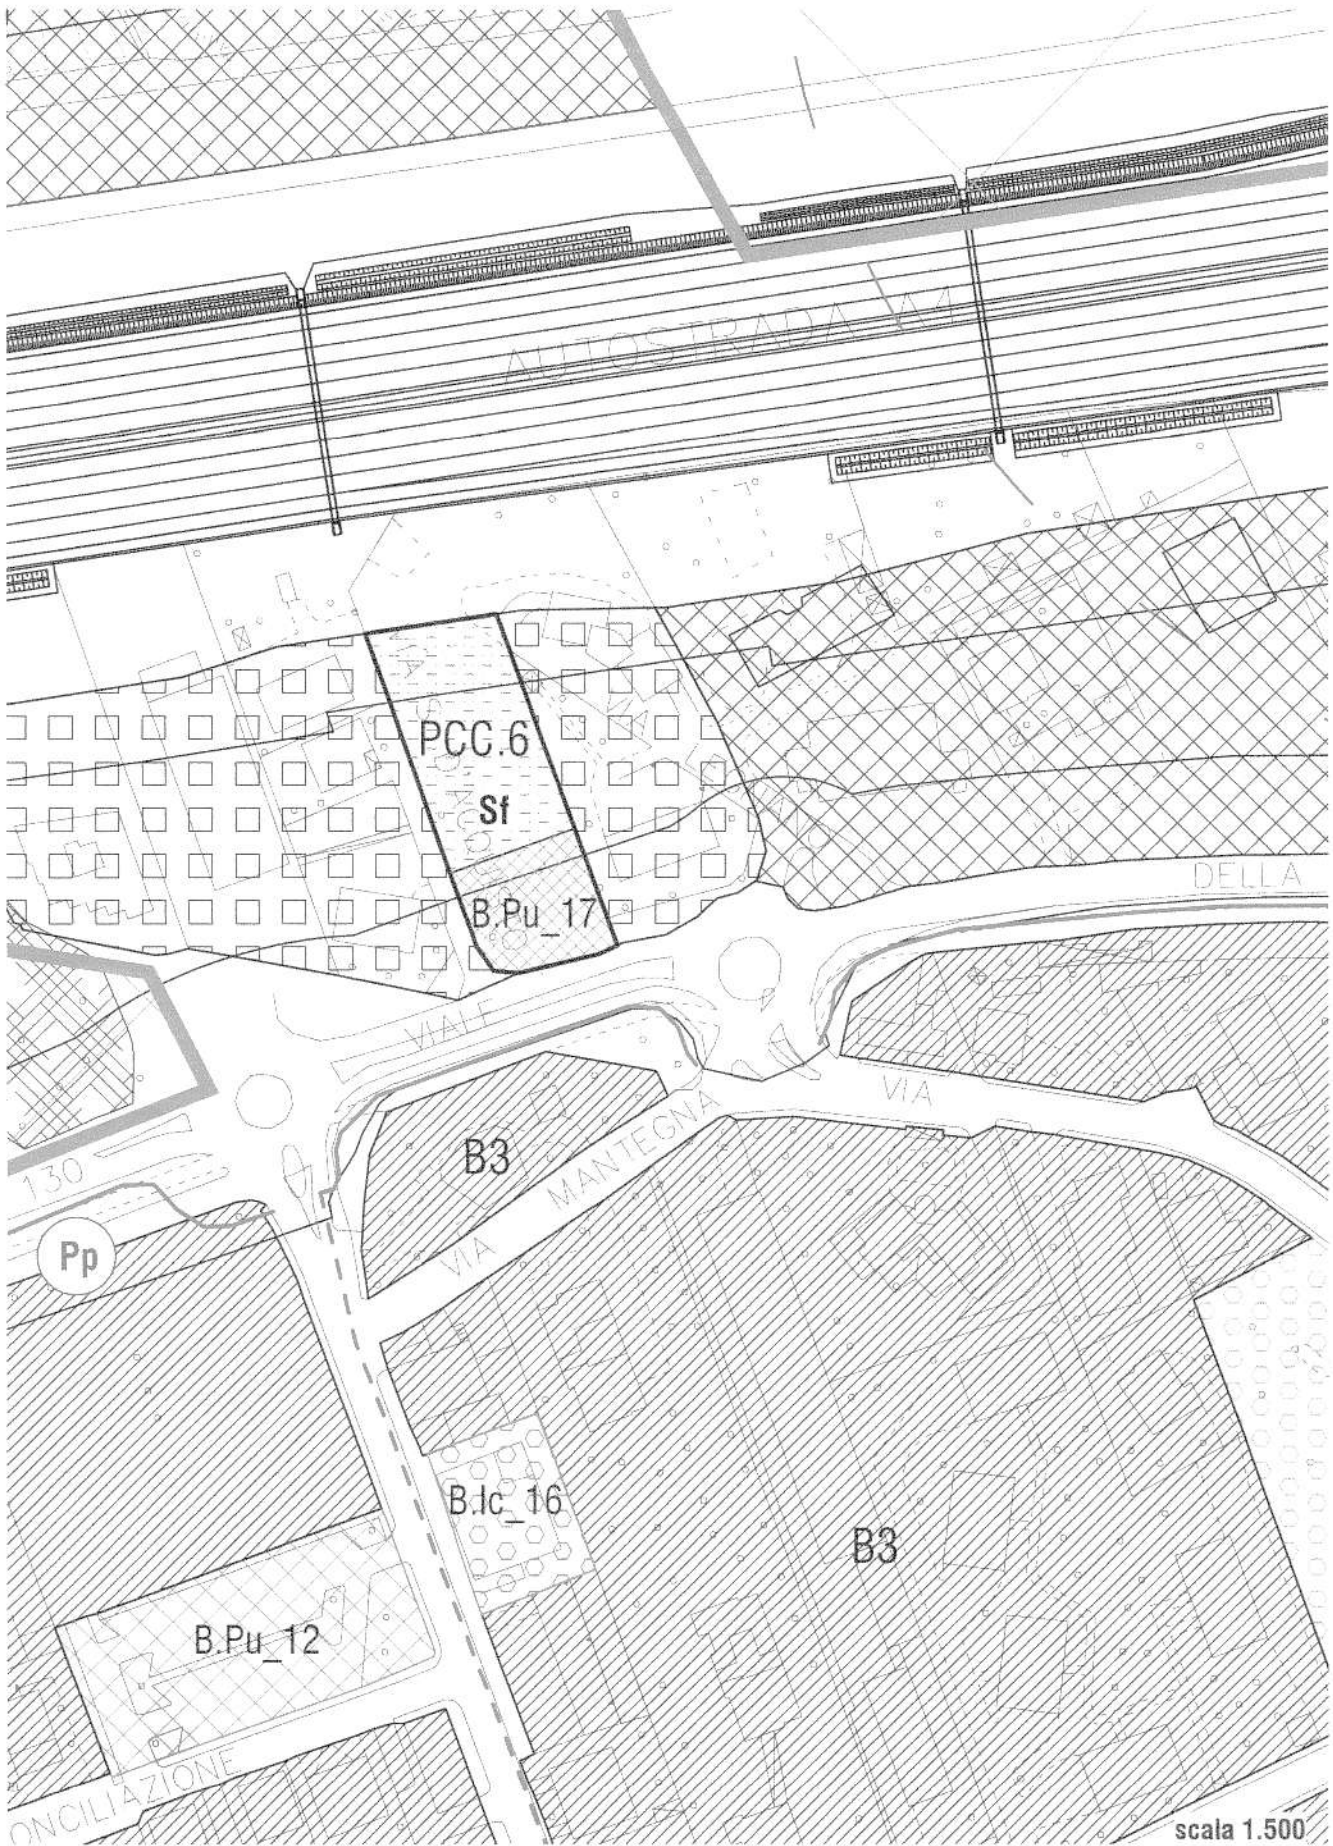 AUTOSTRADA A4
PCC.6
Sf
B.Pu_17
DELLA
VIALE
VIA
B3
VIA MANTEGNA
130
Pp
B.Ic_16
B3
B.Pu_12
ONCILIAZIONE
scala 1.500